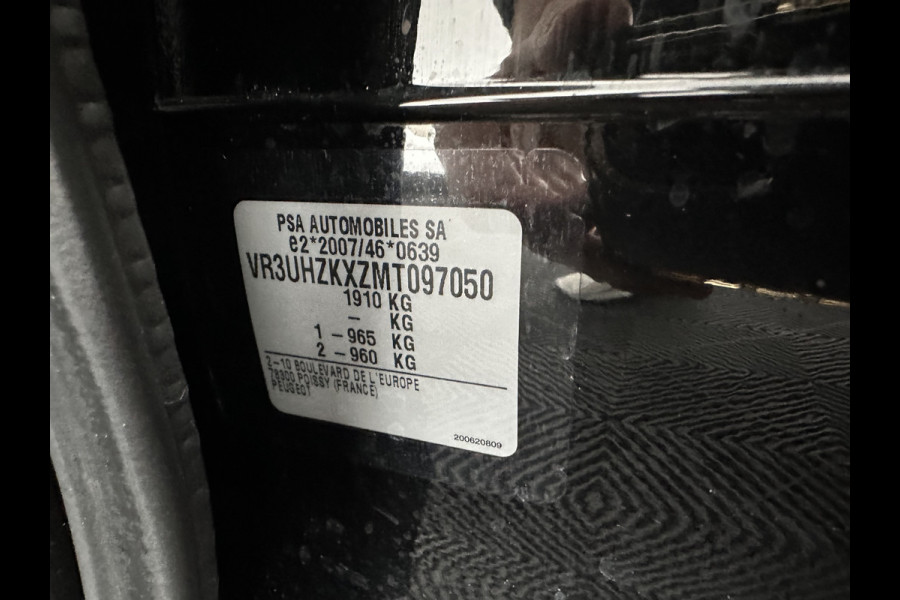 PSA AUTOMOBILES SA
e2*2007/46*0639
VR3UHZKXZMT097050
1910 KG
– KG
1 – 965 KG
2 – 960 KG
2–10 BOULEVARD DE L'EUROPE
78300 POISSY (FRANCE)
PEUGEOT
200620809